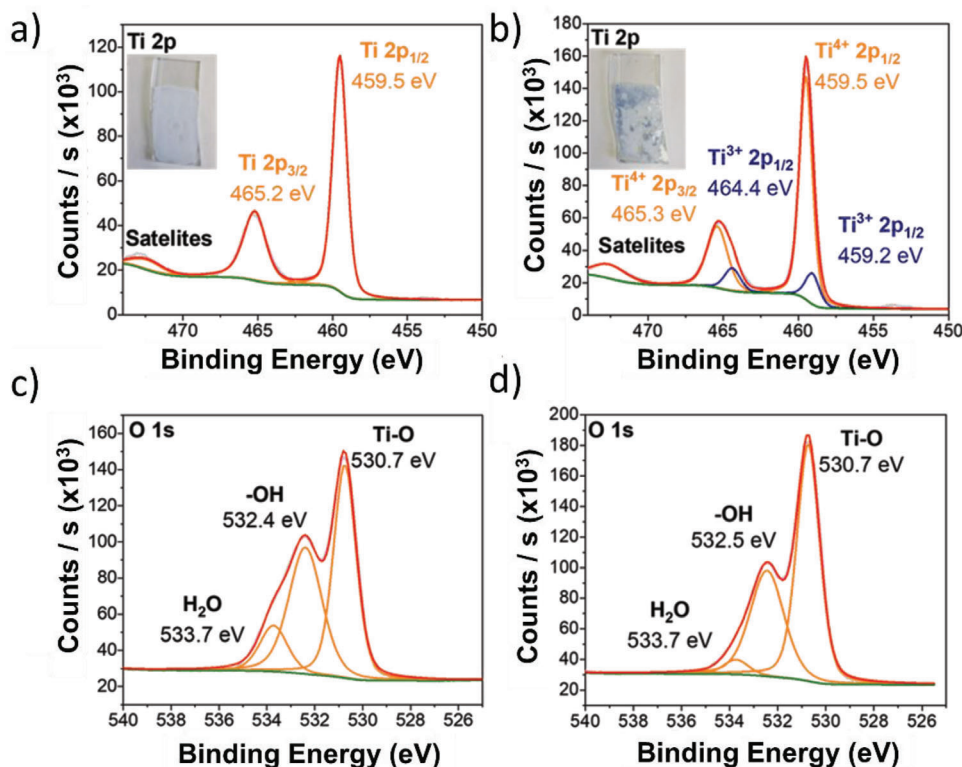 a)
Ti 2p
Ti 2p1/2
459.5 eV
Ti 2p3/2
465.2 eV
Satelites
Counts / s (x10³)
120
100
80
60
40
20
0
470
465
460
455
450
Binding Energy (eV)
b)
Ti 2p
Ti⁴⁺ 2p1/2
459.5 eV
Ti³⁺ 2p1/2
464.4 eV
Ti⁴⁺ 2p3/2
465.3 eV
Ti³⁺ 2p1/2
459.2 eV
Satelites
Counts / s (x10³)
180
160
140
120
100
80
60
40
20
0
470
465
460
455
450
Binding Energy (eV)
c)
O 1s
Ti-O
530.7 eV
-OH
532.4 eV
H₂O
533.7 eV
Counts / s (x10³)
160
140
120
100
80
60
40
20
540
538
536
534
532
530
528
526
Binding Energy (eV)
d)
O 1s
Ti-O
530.7 eV
-OH
532.5 eV
H₂O
533.7 eV
Counts / s (x10³)
200
180
160
140
120
100
80
60
40
20
540
538
536
534
532
530
528
526
Binding Energy (eV)